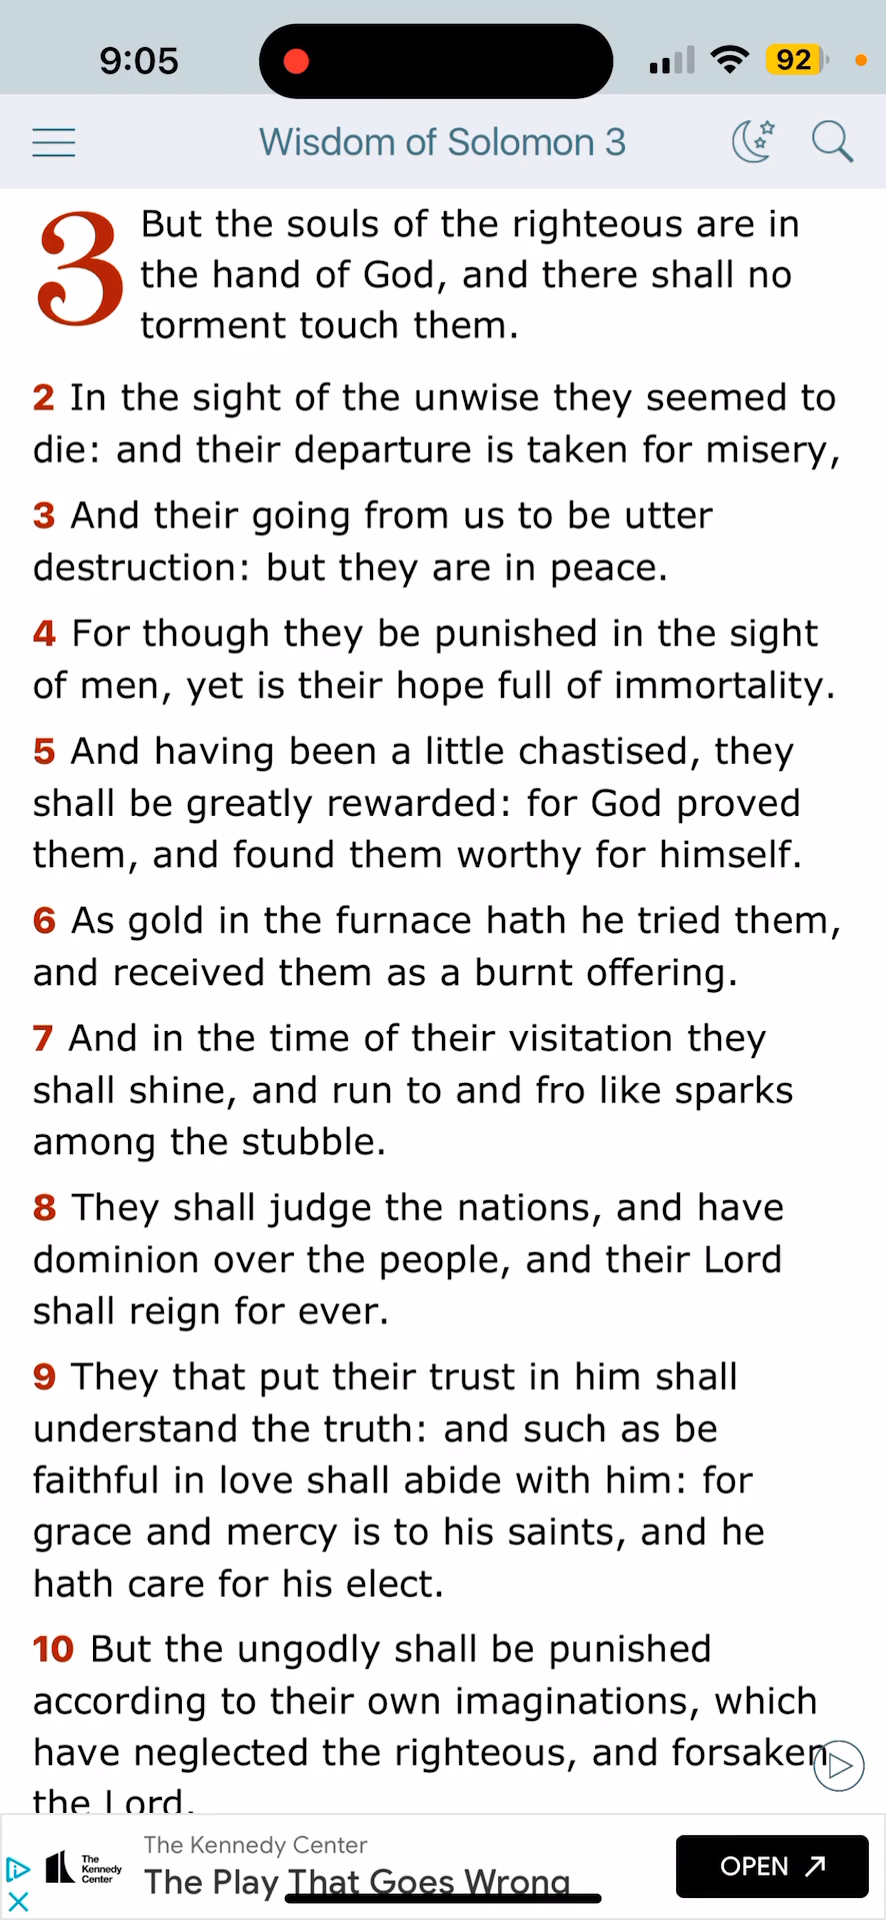 9:05
92
Wisdom of Solomon 3
3 But the souls of the righteous are in
the hand of God, and there shall no
torment touch them.
2 In the sight of the unwise they seemed to
die: and their departure is taken for misery,
3 And their going from us to be utter
destruction: but they are in peace.
4 For though they be punished in the sight
of men, yet is their hope full of immortality.
5 And having been a little chastised, they
shall be greatly rewarded: for God proved
them, and found them worthy for himself.
6 As gold in the furnace hath he tried them,
and received them as a burnt offering.
7 And in the time of their visitation they
shall shine, and run to and fro like sparks
among the stubble.
8 They shall judge the nations, and have
dominion over the people, and their Lord
shall reign for ever.
9 They that put their trust in him shall
understand the truth: and such as be
faithful in love shall abide with him: for
grace and mercy is to his saints, and he
hath care for his elect.
10 But the ungodly shall be punished
according to their own imaginations, which
have neglected the righteous, and forsaken
the Lord.
The
Kennedy
Center
The Kennedy Center
The Play That Goes Wrong
OPEN